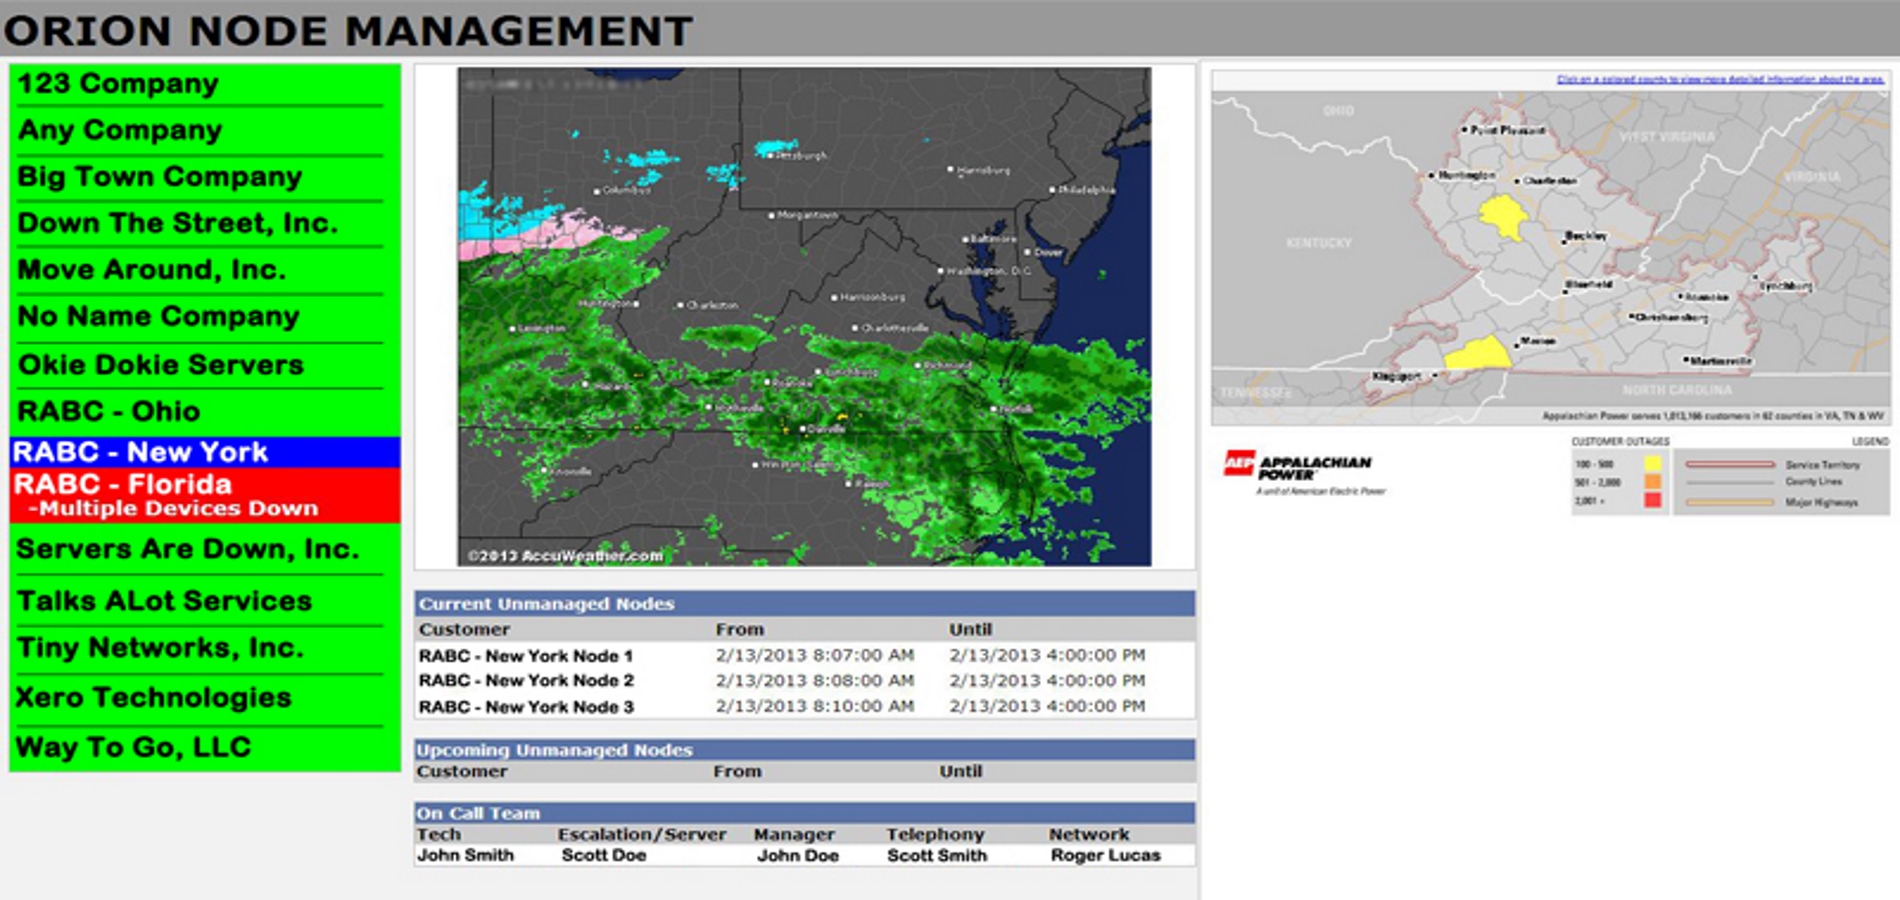 ORION NODE MANAGEMENT
123 Company
Any Company
Big Town Company
Down The Street, Inc.
Move Around, Inc.
No Name Company
Okie Dokie Servers
RABC - Ohio
RABC - New York
RABC - Florida
-Multiple Devices Down
Servers Are Down, Inc.
Talks ALot Services
Tiny Networks, Inc.
Xero Technologies
Way To Go, LLC
Pittsburgh
Harrisburg
Columbus
Philadelphia
Morgantown
Baltimore
Dover
Washington, D.C.
Huntington
Charleston
Harrisonburg
Lexington
Charlottesville
Lynchburg
Richmond
Hazard
Roanoke
Wytheville
Norfolk
Danville
Knoxville
Winston Salem
Raleigh
©2013 AccuWeather.com
Current Unmanaged Nodes
Customer From Until
RABC - New York Node 1 2/13/2013 8:07:00 AM 2/13/2013 4:00:00 PM
RABC - New York Node 2 2/13/2013 8:08:00 AM 2/13/2013 4:00:00 PM
RABC - New York Node 3 2/13/2013 8:10:00 AM 2/13/2013 4:00:00 PM
Upcoming Unmanaged Nodes
Customer From Until
On Call Team
Tech Escalation/Server Manager Telephony Network
John Smith Scott Doe John Doe Scott Smith Roger Lucas
Click on a colored county to view more detailed information about the area.
OHIO
Point Pleasant
WEST VIRGINIA
Huntington
Charleston
VIRGINIA
KENTUCKY
Beckley
Bluefield
Lynchburg
Roanoke
Christiansburg
Marion
Martinsville
Kingsport
TENNESSEE
NORTH CAROLINA
Appalachian Power serves 1,013,166 customers in 62 counties in VA, TN & WV
AEP APPALACHIAN POWER
A unit of American Electric Power
CUSTOMER OUTAGES
100 - 500
501 - 2,000
2,001 +
LEGEND
Service Territory
County Lines
Major Highways